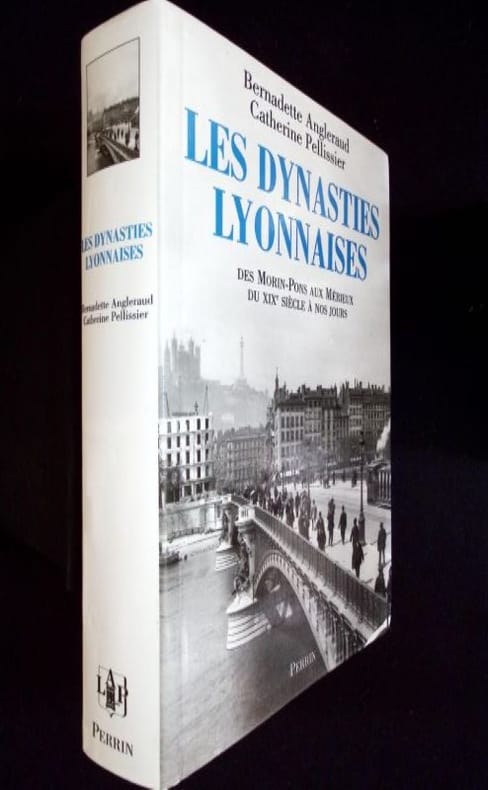 Bernadette Angleraud
Catherine Pellissier
LES DYNASTIES
LYONNAISES
DES MORIN-PONS AUX MÉRIEUX
DU XIXe SIÈCLE À NOS JOURS
PERRIN
LES DYNASTIES
LYONNAISES
Bernadette Angleraud
Catherine Pellissier
LAP
PERRIN